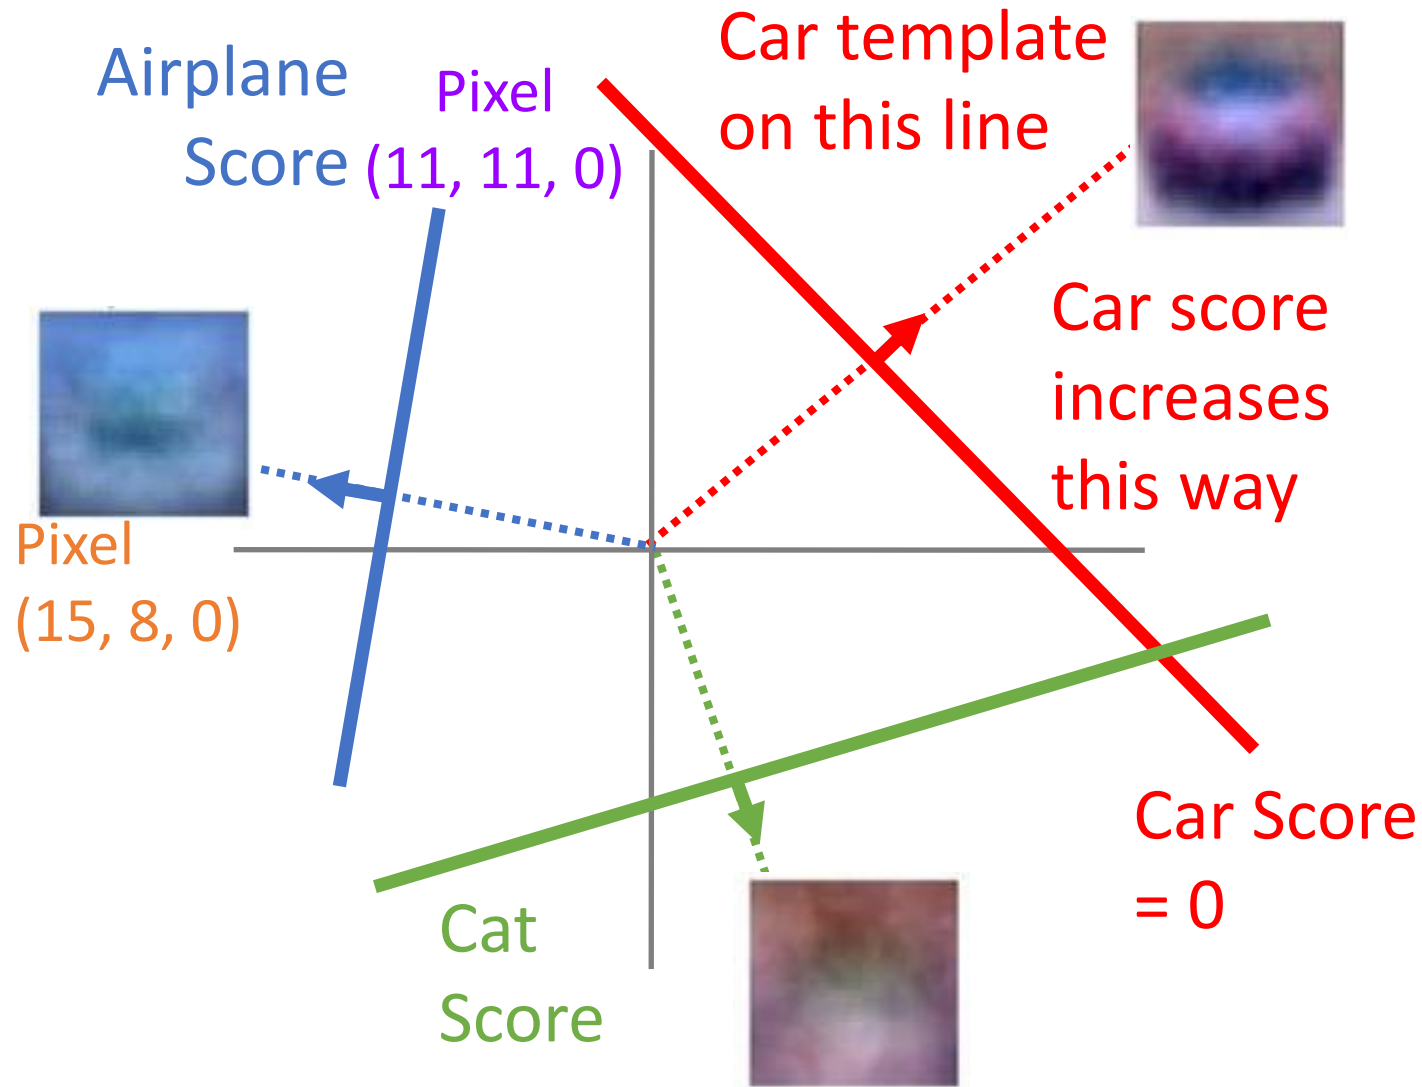 Airplane
Score
Pixel
(11, 11, 0)
Car template
on this line
Car score
increases
this way
Pixel
(15, 8, 0)
Car Score
= 0
Cat
Score